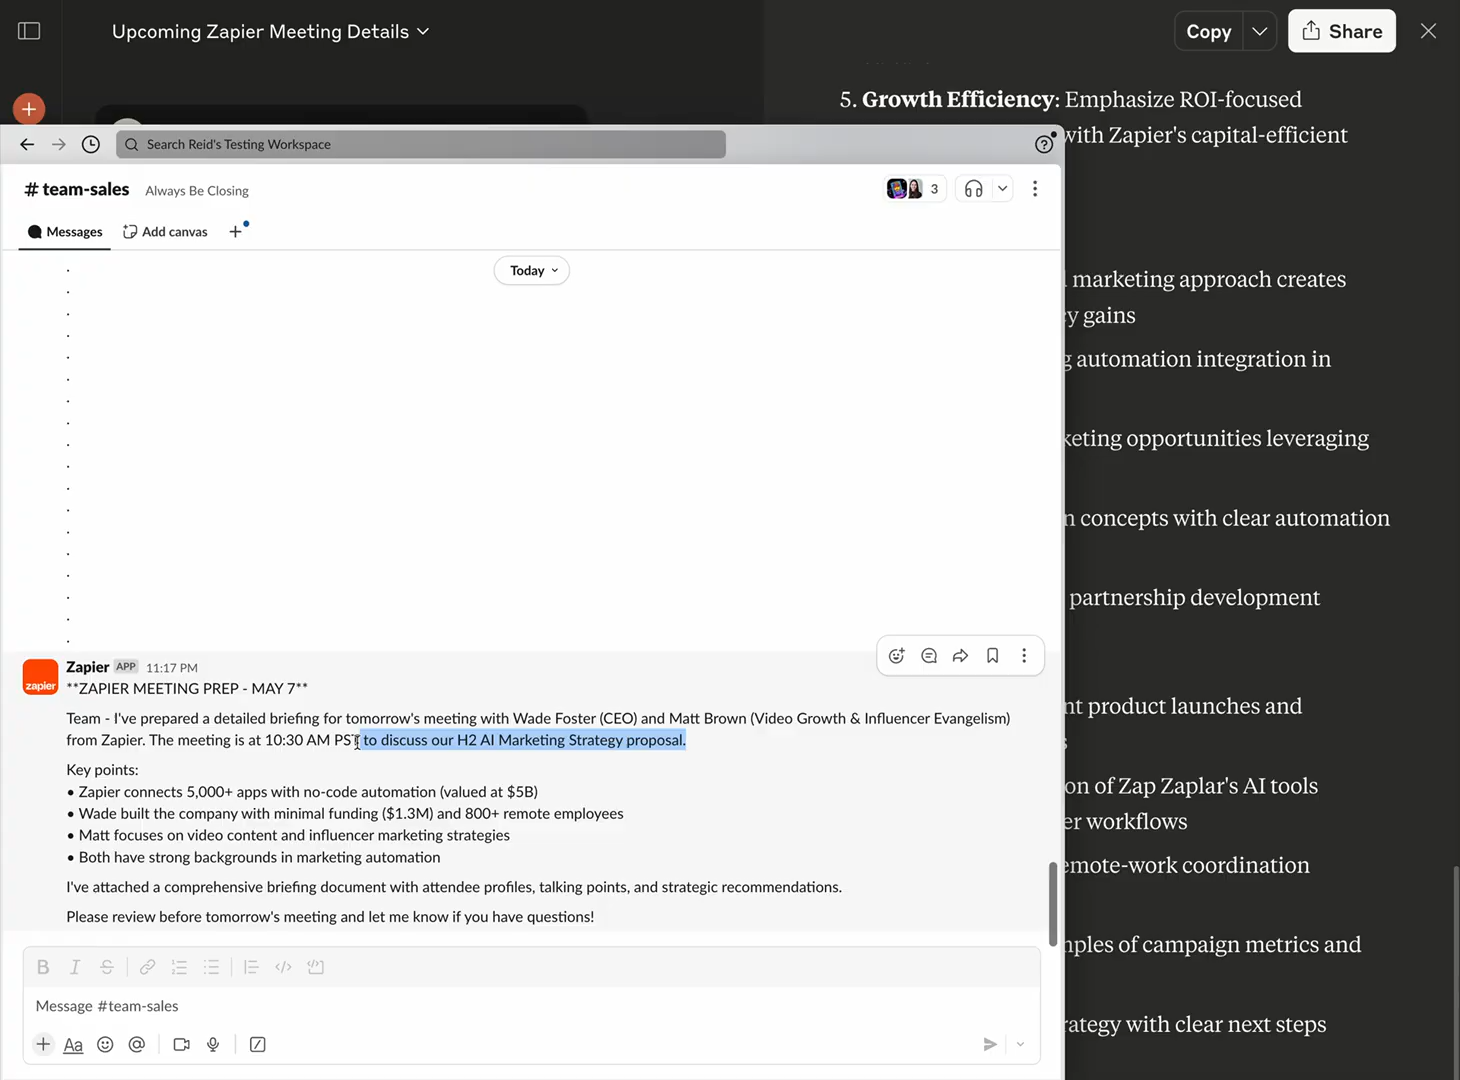 Upcoming Zapier Meeting Details
Copy
Share
5. Growth Efficiency: Emphasize ROI-focused
with Zapier's capital-efficient
Search Reid's Testing Workspace
# team-sales
Always Be Closing
3
Messages
Add canvas
marketing approach creates
gains
Today
automation integration in
opportunities leveraging
concepts with clear automation
partnership development
Zapier APP 11:17 PM
zapier
**ZAPIER MEETING PREP - MAY 7**
Team - I've prepared a detailed briefing for tomorrow's meeting with Wade Foster (CEO) and Matt Brown (Video Growth & Influencer Evangelism)
from Zapier. The meeting is at 10:30 AM PST to discuss our H2 AI Marketing Strategy proposal.
Key points:
• Zapier connects 5,000+ apps with no-code automation (valued at $5B)
• Wade built the company with minimal funding ($1.3M) and 800+ remote employees
• Matt focuses on video content and influencer marketing strategies
• Both have strong backgrounds in marketing automation
I've attached a comprehensive briefing document with attendee profiles, talking points, and strategic recommendations.
Please review before tomorrow's meeting and let me know if you have questions!
product launches and
of Zap Zaplar's AI tools
workflows
emote-work coordination
of campaign metrics and
rategy with clear next steps
Message #team-sales
Aa